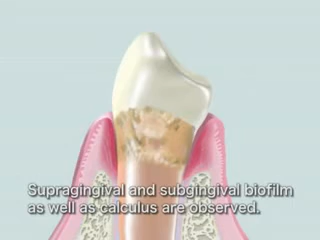 Supragingival and subgingival biofilm
as well as calculus are observed.